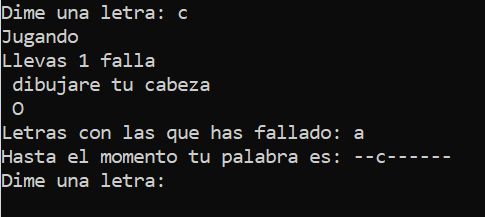 Dime una letra: c
Jugando
Llevas 1 falla
dibujare tu cabeza
O
Letras con las que has fallado: a
Hasta el momento tu palabra es: --c------
Dime una letra: